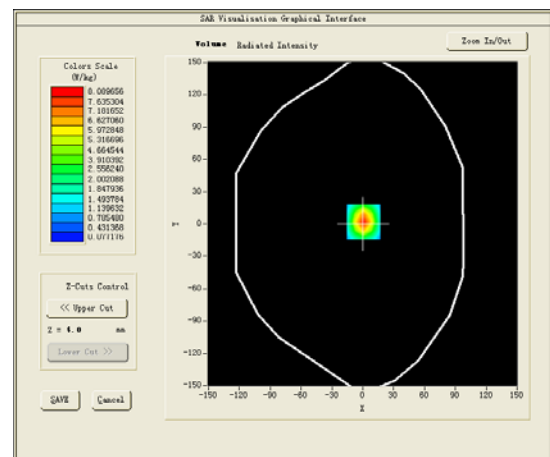 SAR Visualisation Graphical Interface
Volume Radiated Intensity
Zoom In/Out
Colors Scale
(W/kg)
8.009656
7.635304
7.101652
6.627080
5.972848
5.316696
4.664544
3.910392
2.558240
2.002088
1.847936
1.493784
1.139632
0.785480
0.431368
0.077176
Z-Cuts Control
<< Upper Cut
Z = 4.0 mm
Lower Cut >>
SAVE
Cancel
150
120
90
60
30
0
-30
-60
-90
-120
-150
Y
-150 -120 -90 -60 -30 0 30 60 90 120 150
X